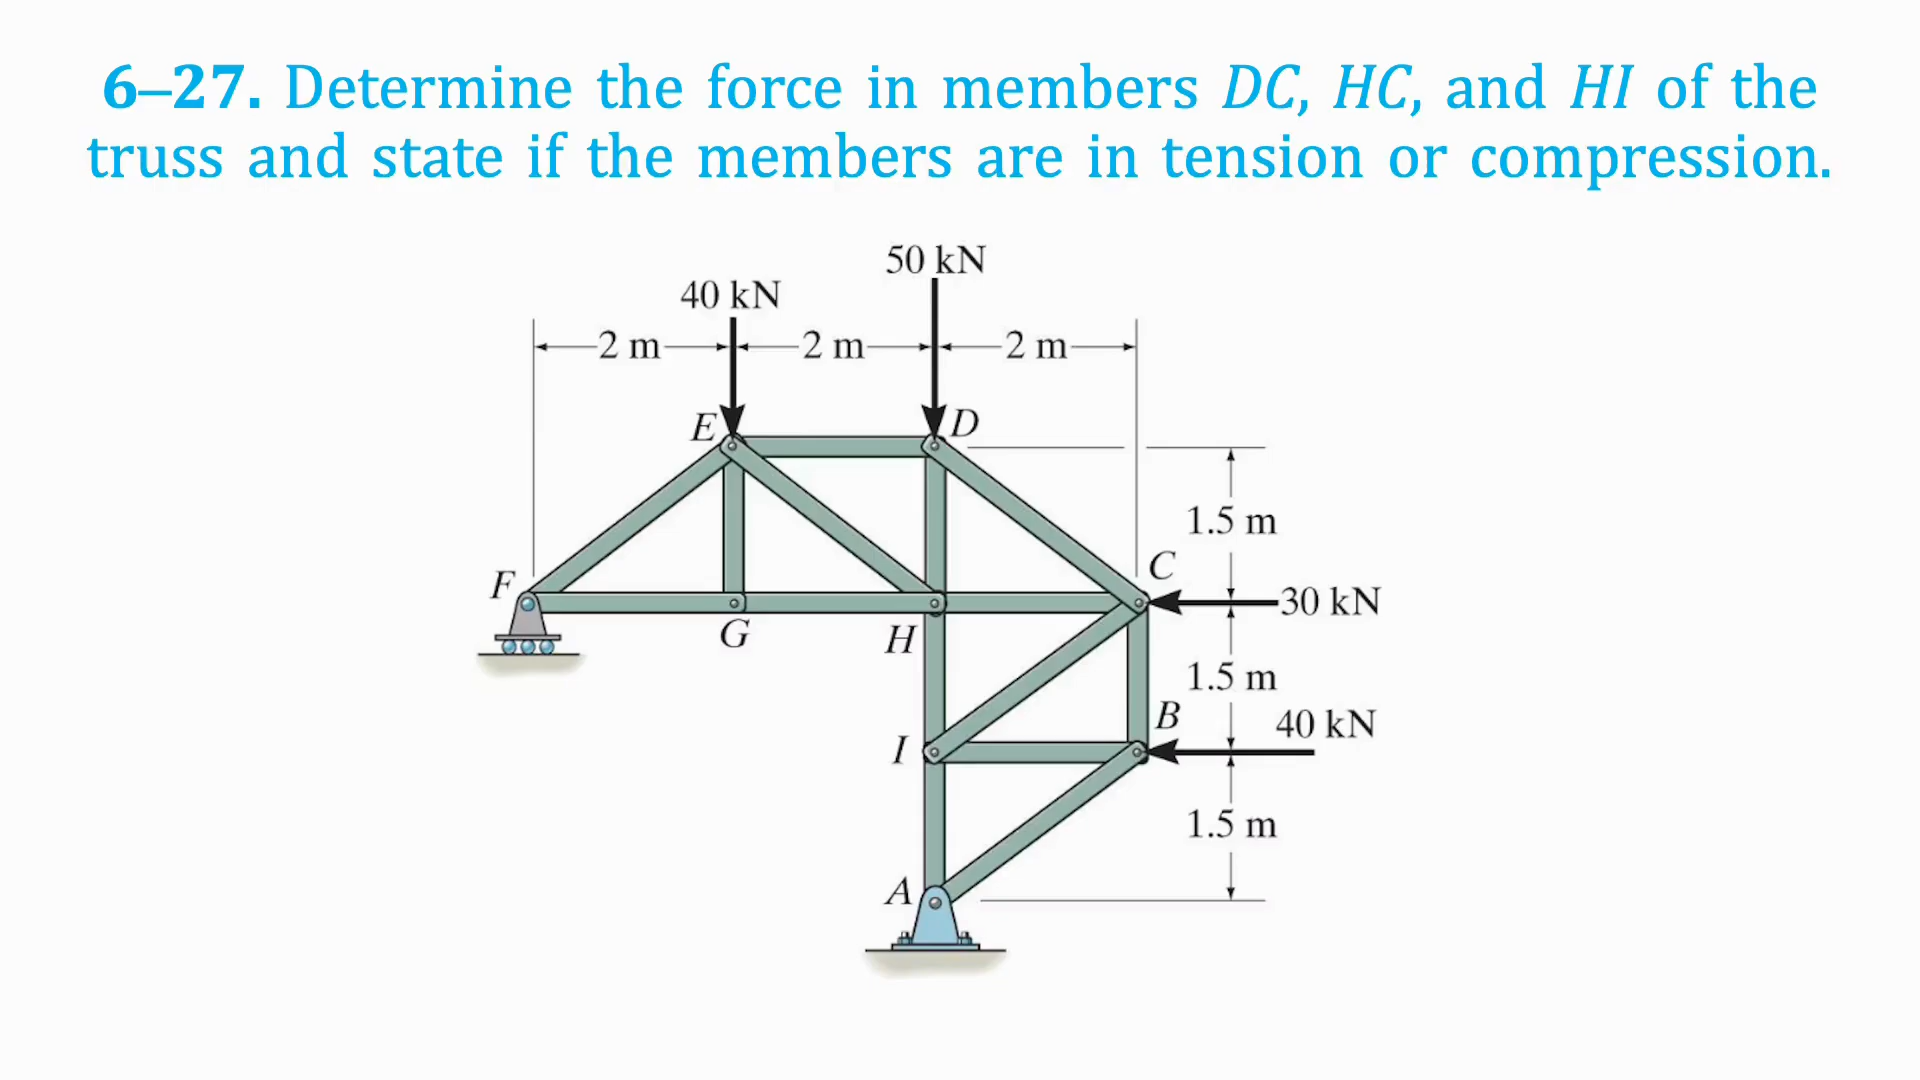 6–27. Determine the force in members DC, HC, and HI of the
truss and state if the members are in tension or compression.
50 kN
40 kN
2 m
2 m
2 m
E
D
1.5 m
C
F
30 kN
G
H
1.5 m
B
40 kN
I
1.5 m
A